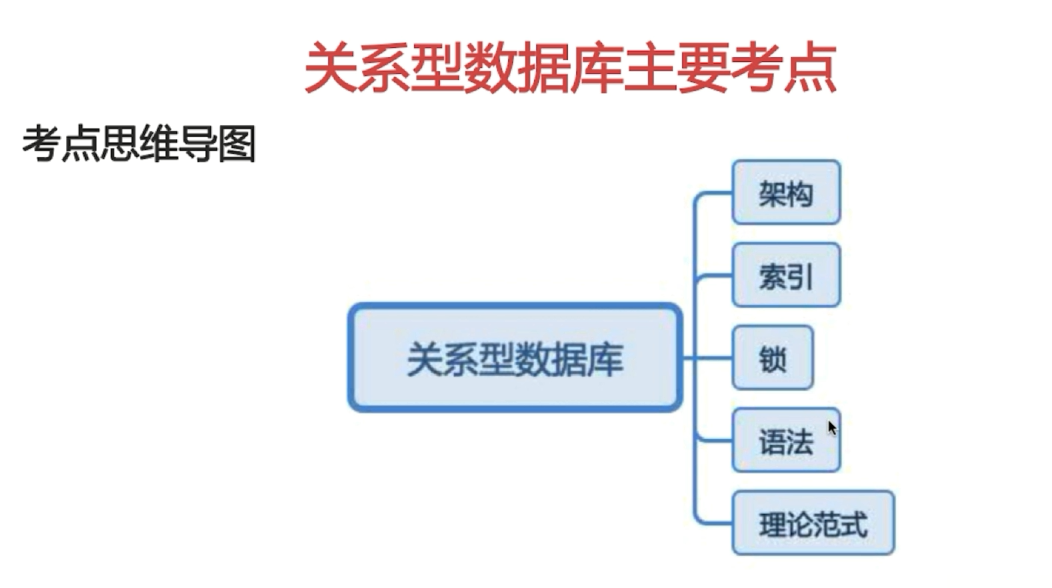 关系型数据库主要考点
考点思维导图
关系型数据库
架构
索引
锁
语法
理论范式